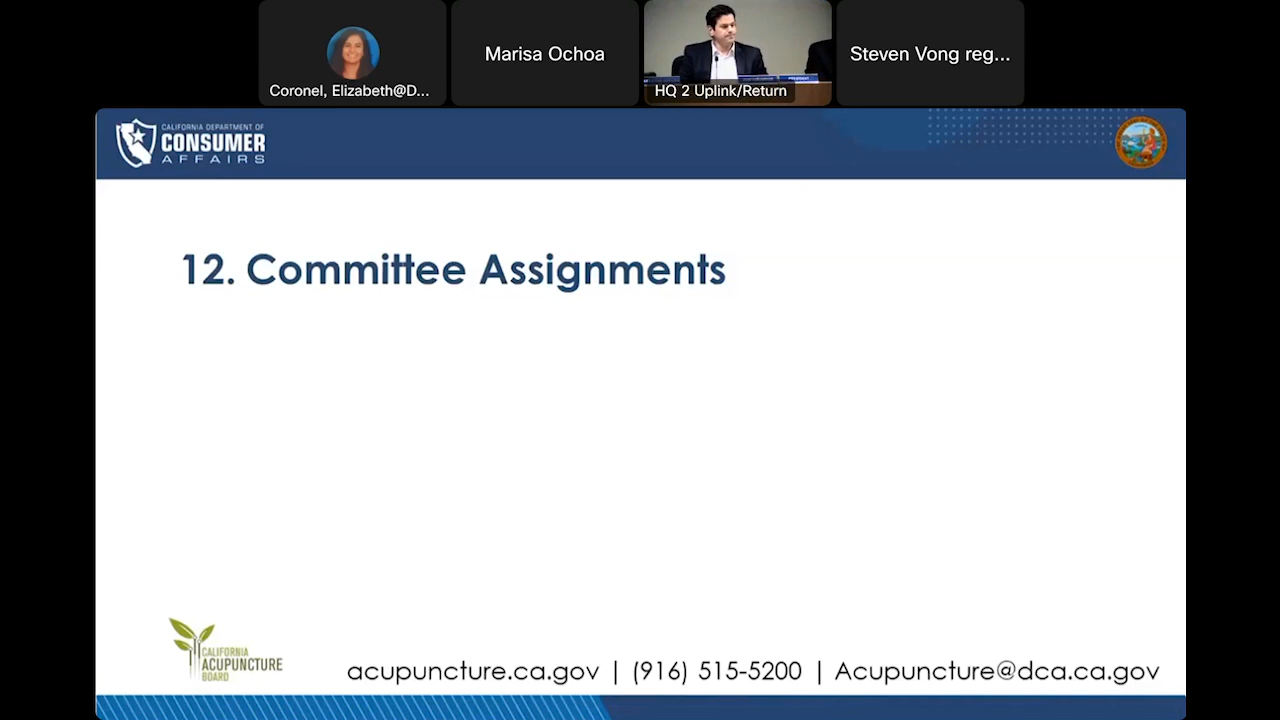 Coronel, Elizabeth@D...
Marisa Ochoa
HQ 2 Uplink/Return
Steven Vong reg...
CALIFORNIA DEPARTMENT OF
CONSUMER
AFFAIRS
12. Committee Assignments
CALIFORNIA
ACUPUNCTURE
BOARD
acupuncture.ca.gov | (916) 515-5200 | Acupuncture@dca.ca.gov